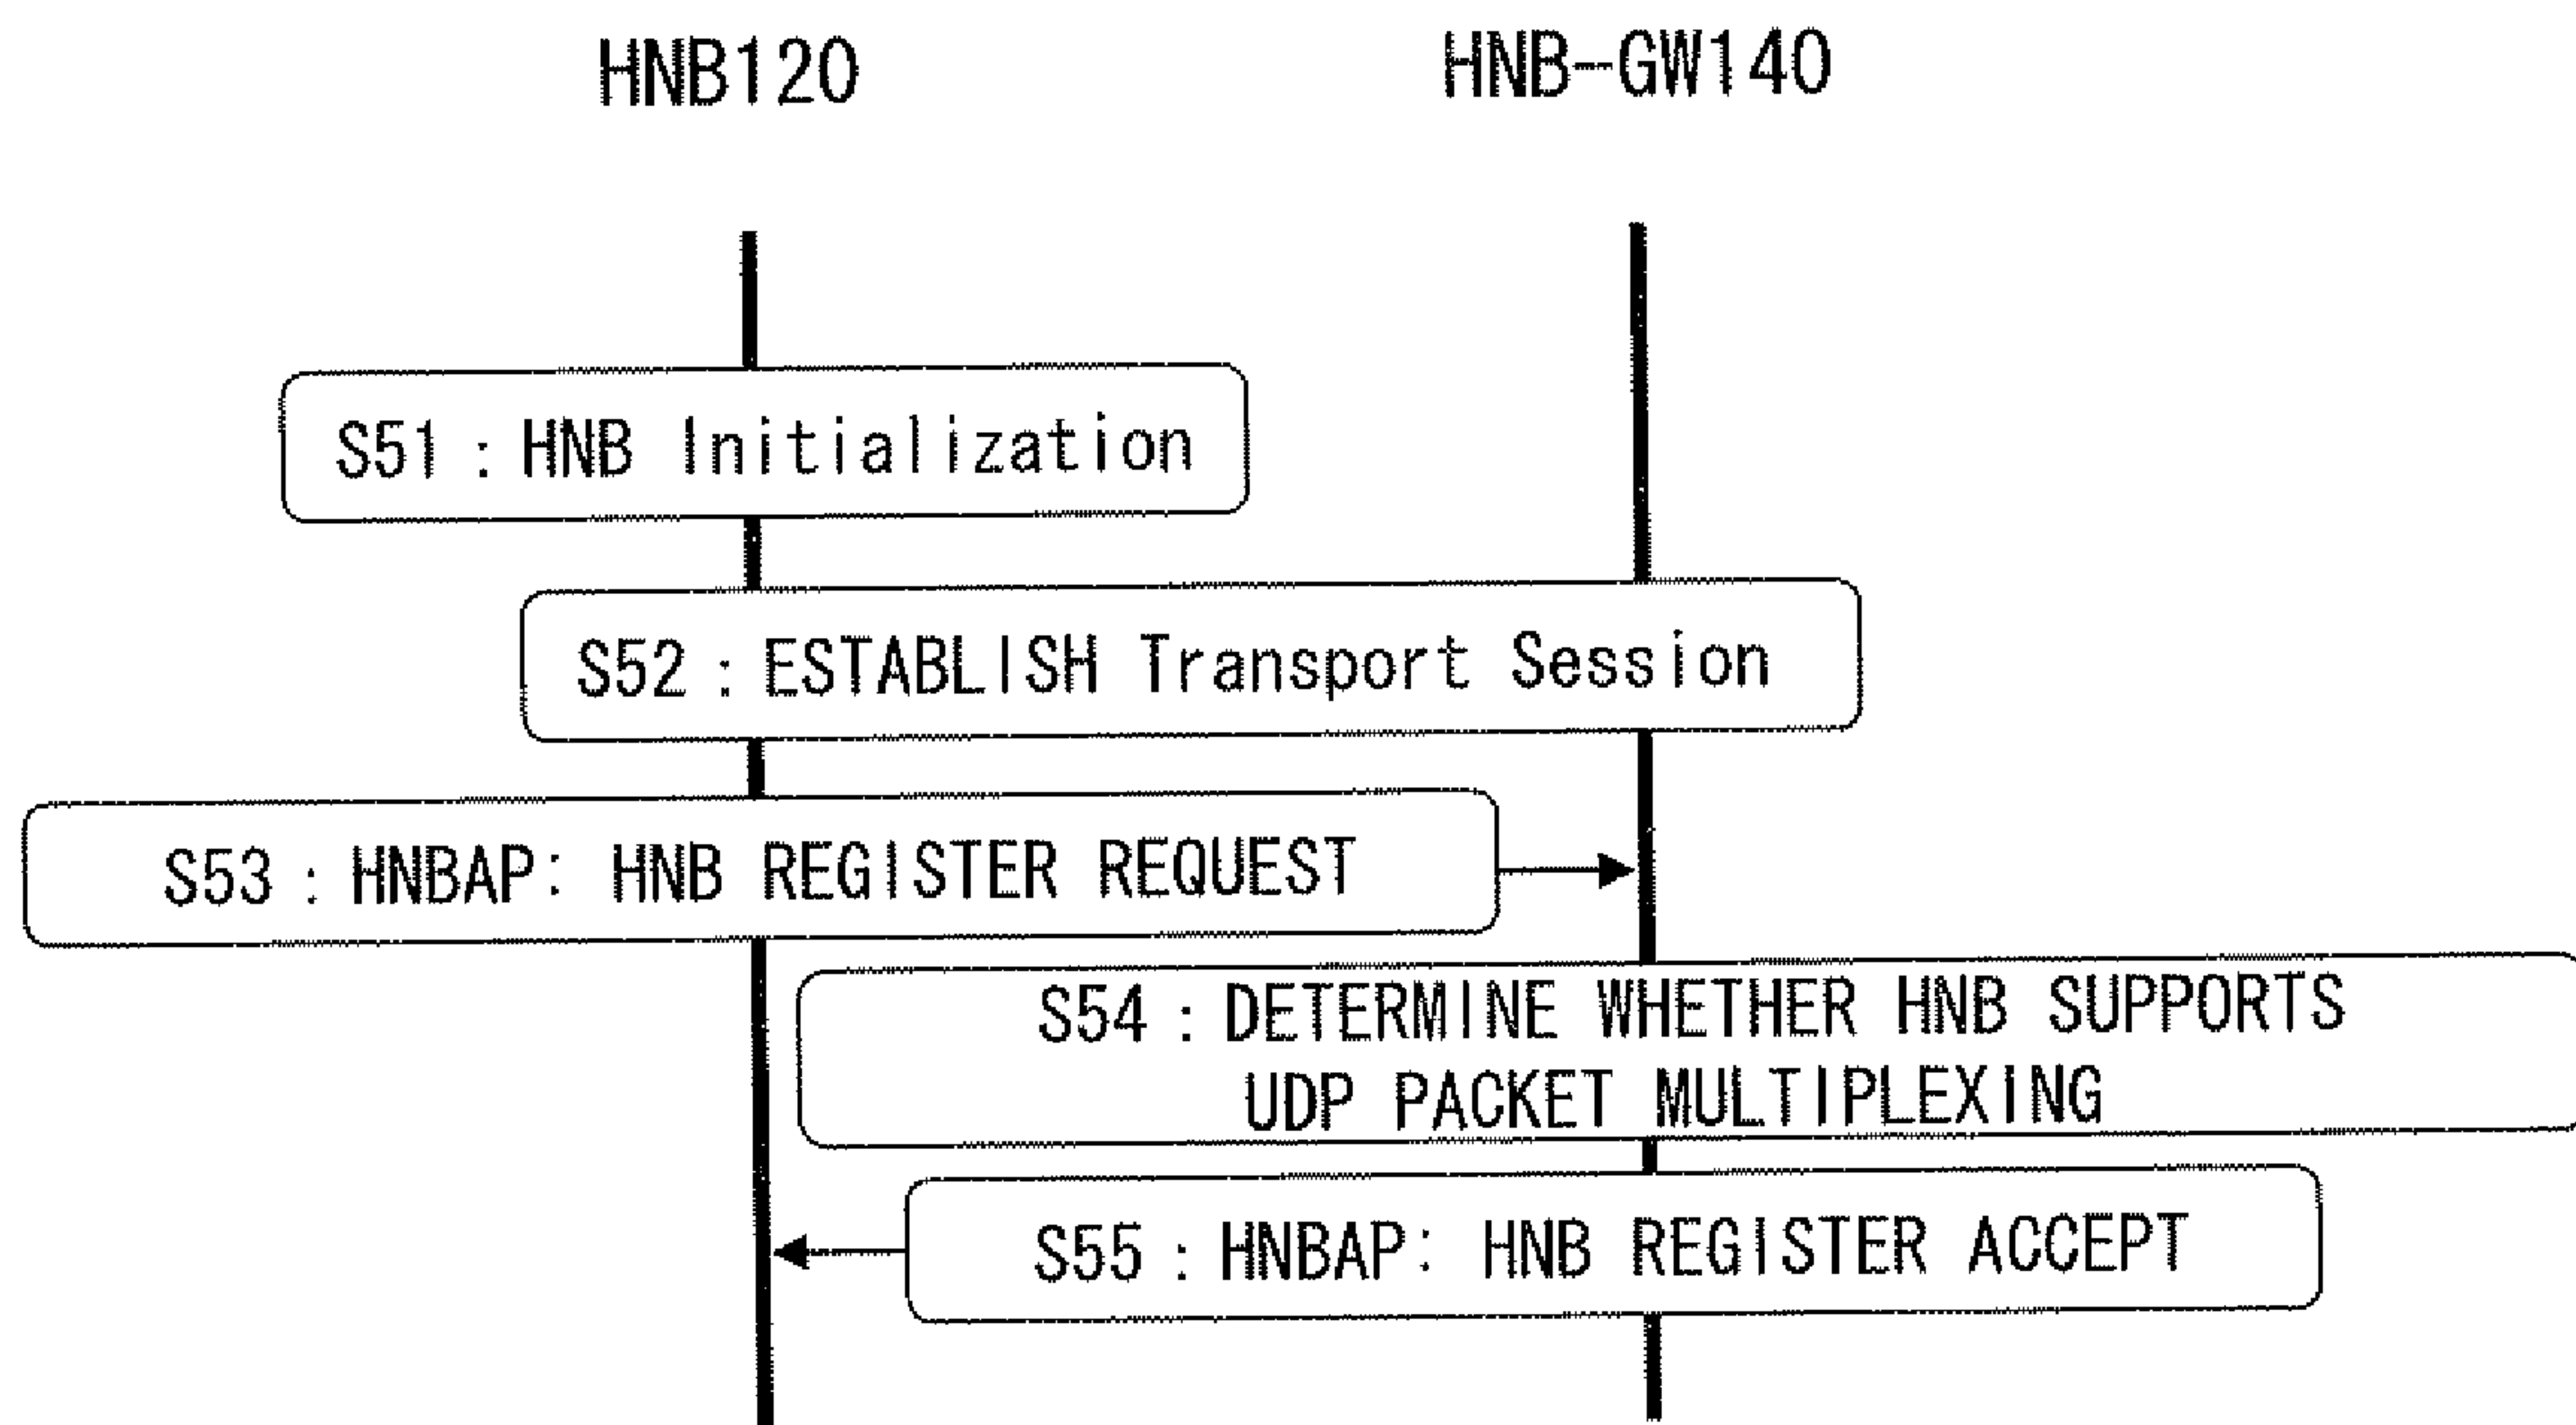 HNB120
HNB-GW140
S51 : HNB Initialization
S52 : ESTABLISH Transport Session
S53 : HNBAP: HNB REGISTER REQUEST
S54 : DETERMINE WHETHER HNB SUPPORTS
UDP PACKET MULTIPLEXING
S55 : HNBAP: HNB REGISTER ACCEPT